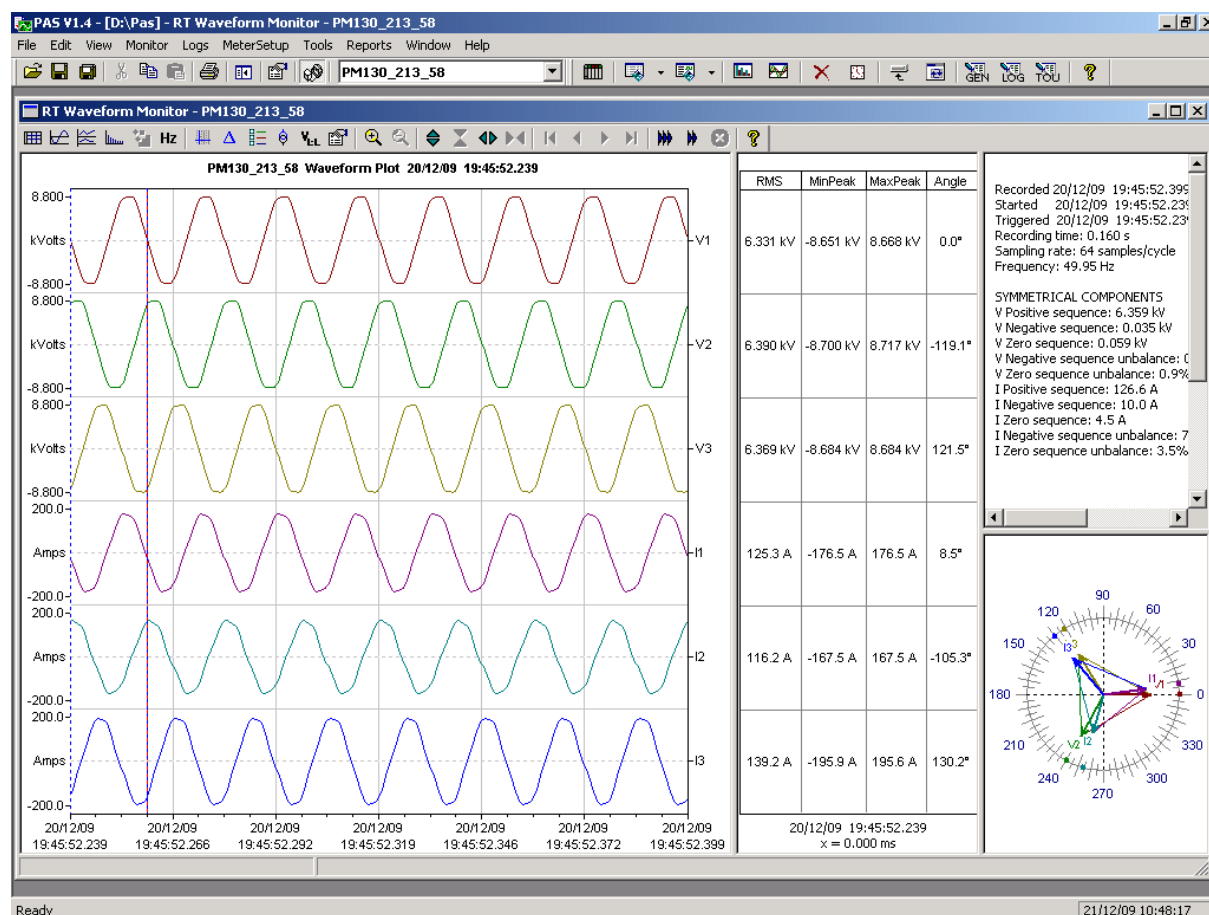 PAS V1.4 - [D:\Pas] - RT Waveform Monitor - PM130_213_58
File Edit View Monitor Logs MeterSetup Tools Reports Window Help
PM130_213_58
GEN LOG TOU
RT Waveform Monitor - PM130_213_58
Hz V L-L
PM130_213_58 Waveform Plot 20/12/09 19:45:52.239
8.800
kVolts
-8.800
V1
8.800
kVolts
-8.800
V2
8.800
kVolts
-8.800
V3
200.0
Amps
-200.0
I1
200.0
Amps
-200.0
I2
200.0
Amps
-200.0
I3
20/12/09 20/12/09 20/12/09 20/12/09 20/12/09 20/12/09 20/12/09
19:45:52.239 19:45:52.266 19:45:52.292 19:45:52.319 19:45:52.346 19:45:52.372 19:45:52.399
RMS MinPeak MaxPeak Angle
6.331 kV -8.651 kV 8.668 kV 0.0°
6.390 kV -8.700 kV 8.717 kV -119.1°
6.369 kV -8.684 kV 8.684 kV 121.5°
125.3 A -176.5 A 176.5 A 8.5°
116.2 A -167.5 A 167.5 A -105.3°
139.2 A -195.9 A 195.6 A 130.2°
20/12/09 19:45:52.239
x = 0.000 ms
Recorded 20/12/09 19:45:52.399
Started 20/12/09 19:45:52.239
Triggered 20/12/09 19:45:52.23
Recording time: 0.160 s
Sampling rate: 64 samples/cycle
Frequency: 49.95 Hz
SYMMETRICAL COMPONENTS
V Positive sequence: 6.359 kV
V Negative sequence: 0.035 kV
V Zero sequence: 0.059 kV
V Negative sequence unbalance:
V Zero sequence unbalance: 0.9%
I Positive sequence: 126.6 A
I Negative sequence: 10.0 A
I Zero sequence: 4.5 A
I Negative sequence unbalance: 7
I Zero sequence unbalance: 3.5%
90
120 60
150 30
I3 3
I1 V1
180 0
V2 I2
210 330
240 300
270
Ready
21/12/09 10:48:17